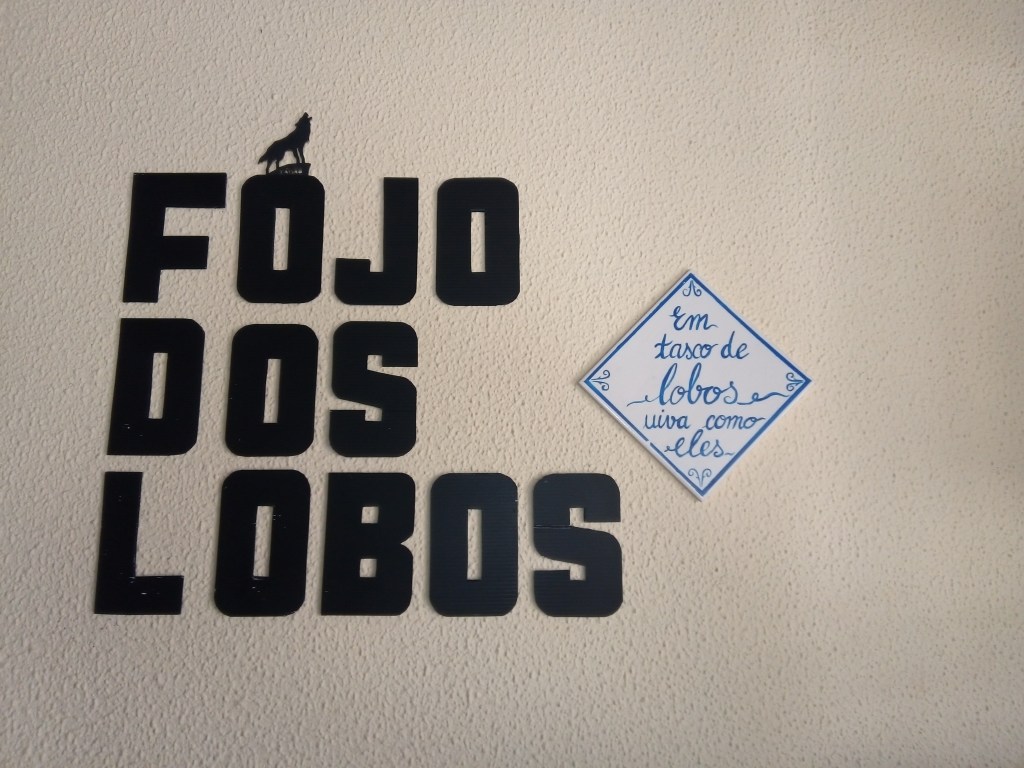 FOJO
DOS
LOBOS
Em
tasco de
lobos
uiva como
eles